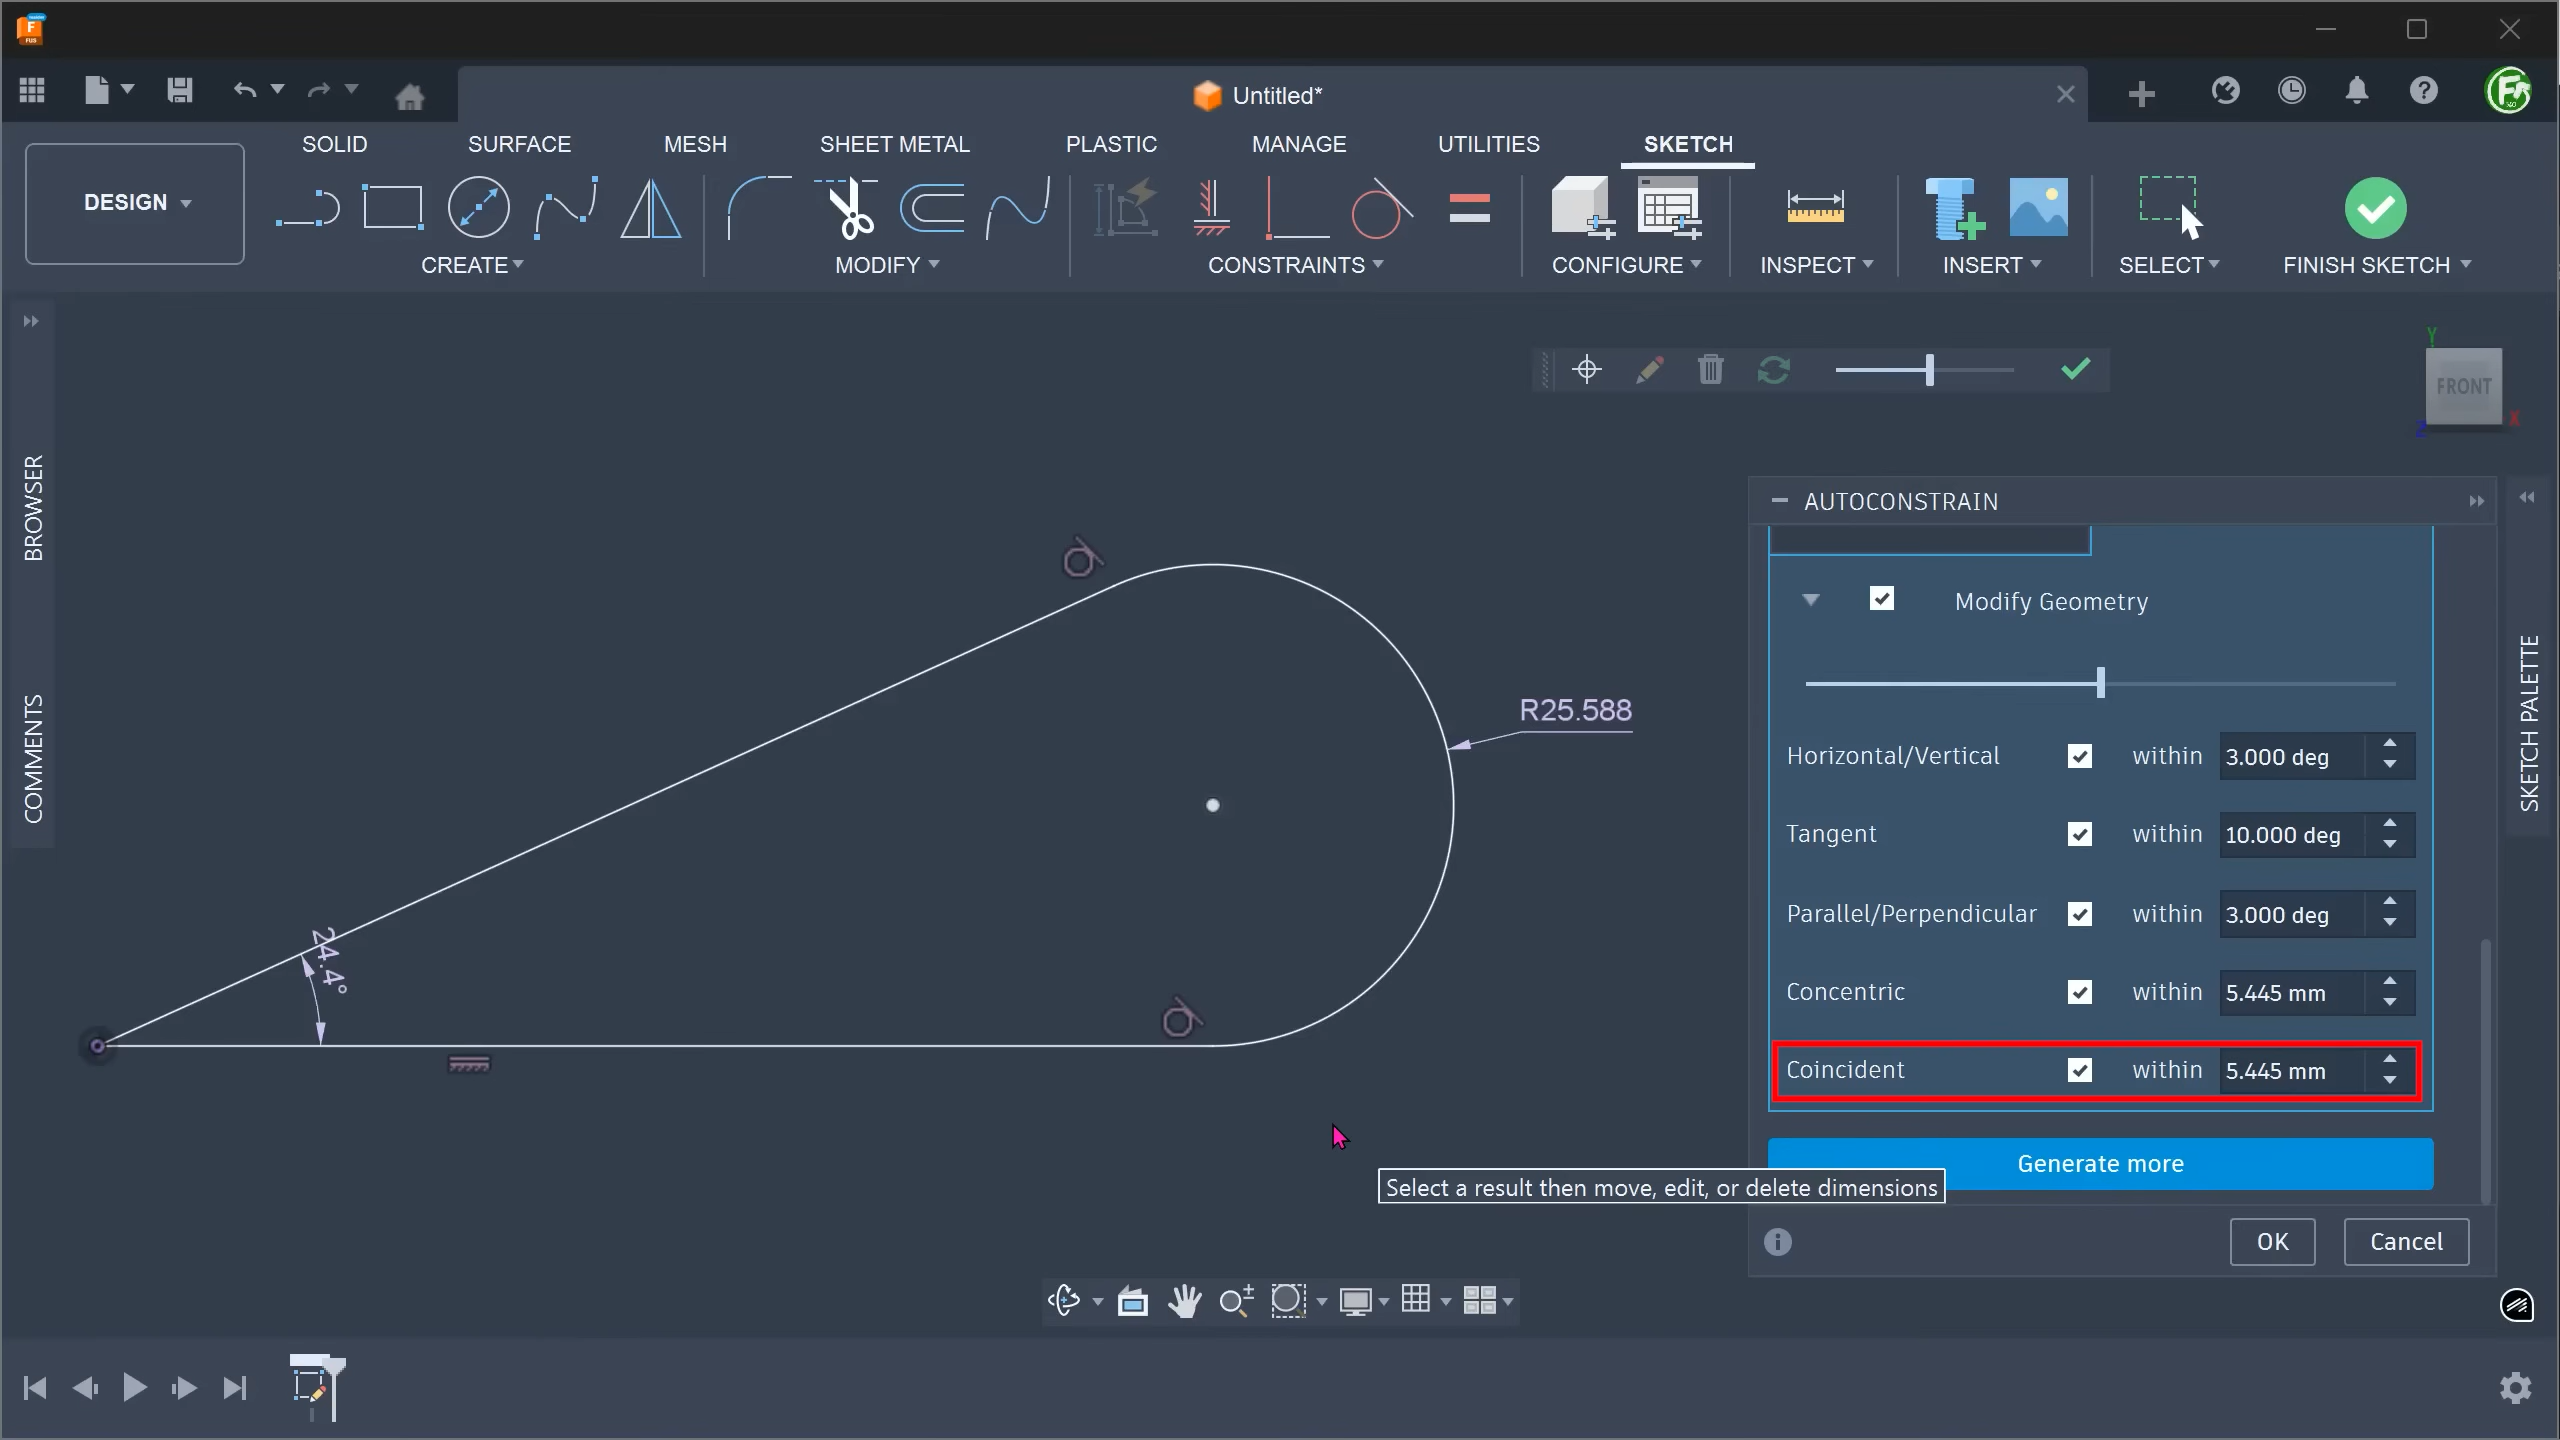 Untitled*
SOLID SURFACE MESH SHEET METAL PLASTIC MANAGE UTILITIES SKETCH
DESIGN
CREATE MODIFY CONSTRAINTS CONFIGURE INSPECT INSERT SELECT FINISH SKETCH
BROWSER
COMMENTS
Y
FRONT
X
Z
AUTOCONSTRAIN
SKETCH PALETTE
Modify Geometry
R25.588
24.4°
Horizontal/Vertical within 3.000 deg
Tangent within 10.000 deg
Parallel/Perpendicular within 3.000 deg
Concentric within 5.445 mm
Coincident within 5.445 mm
Generate more
Select a result then move, edit, or delete dimensions
OK Cancel